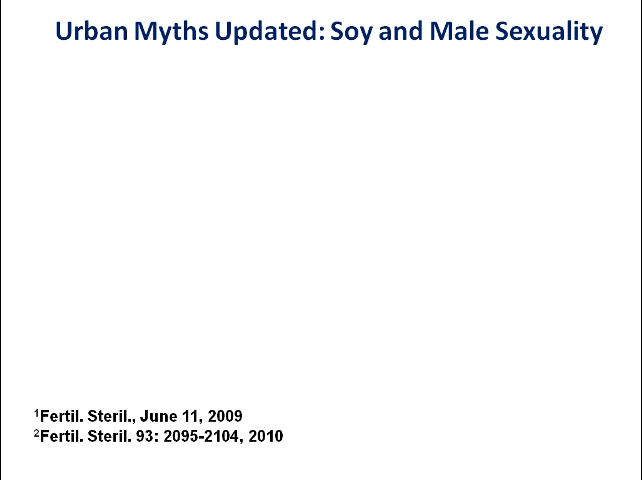 Urban Myths Updated: Soy and Male Sexuality
¹Fertil. Steril., June 11, 2009
²Fertil. Steril. 93: 2095-2104, 2010